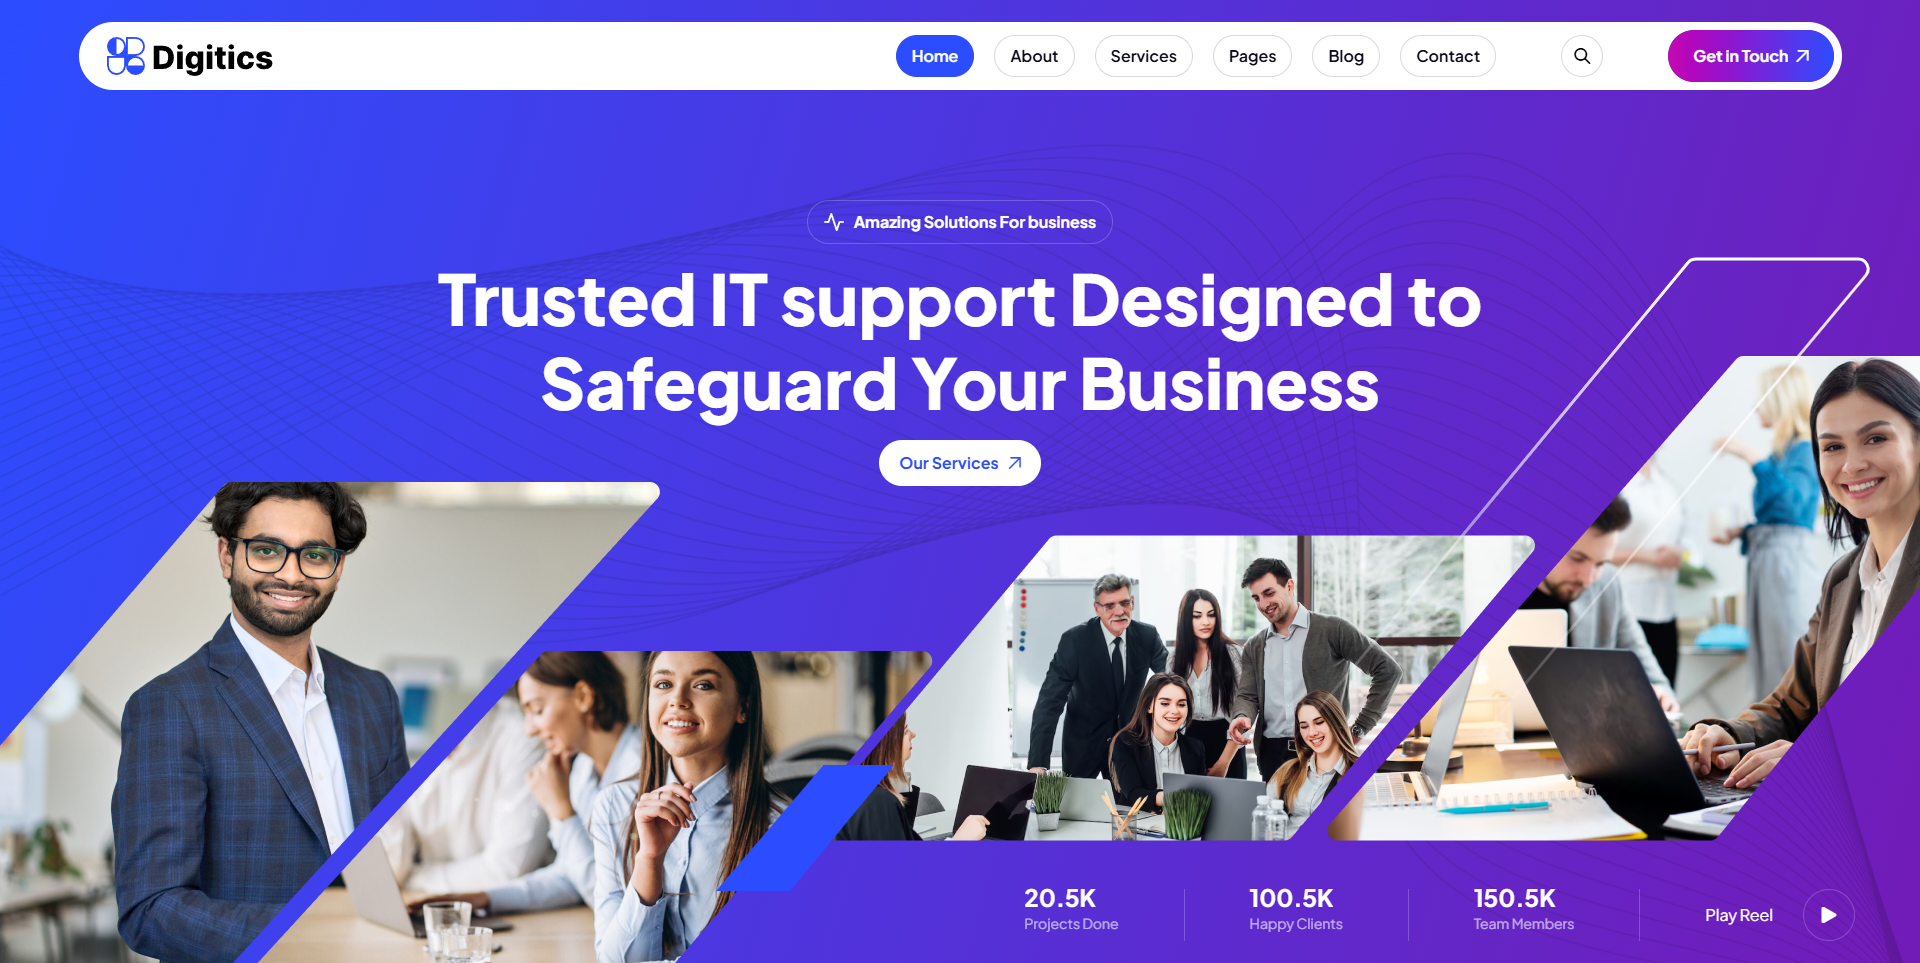 Digitics
Home
About
Services
Pages
Blog
Contact
Get in Touch
Amazing Solutions For business
Trusted IT support Designed to
Safeguard Your Business
Our Services
20.5K
Projects Done
100.5K
Happy Clients
150.5K
Team Members
Play Reel